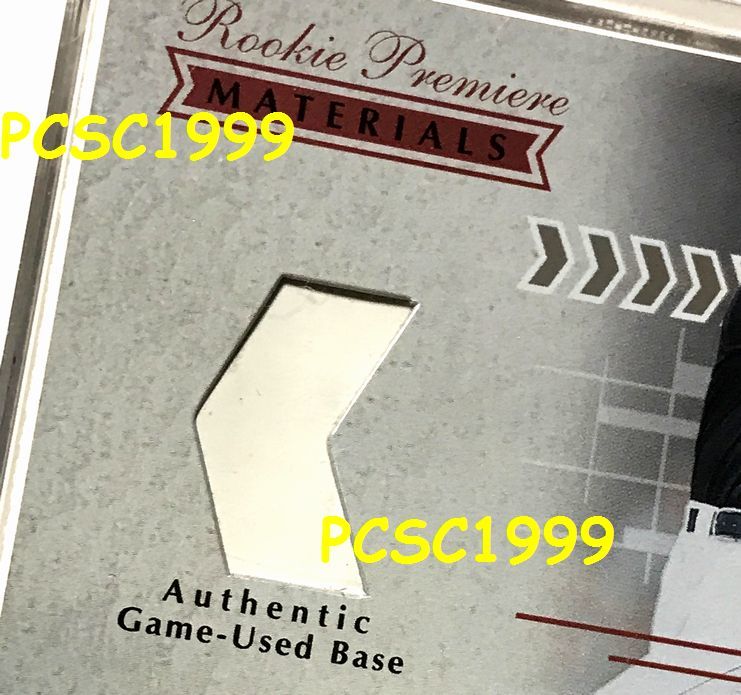 Rookie Premiere
MATERIALS
PCSC1999
PCSC1999
Authentic
Game-Used Base